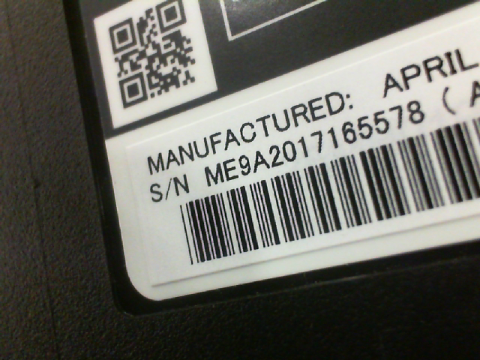 MANUFACTURED: APRIL
S/N ME9A2017165578 ( A